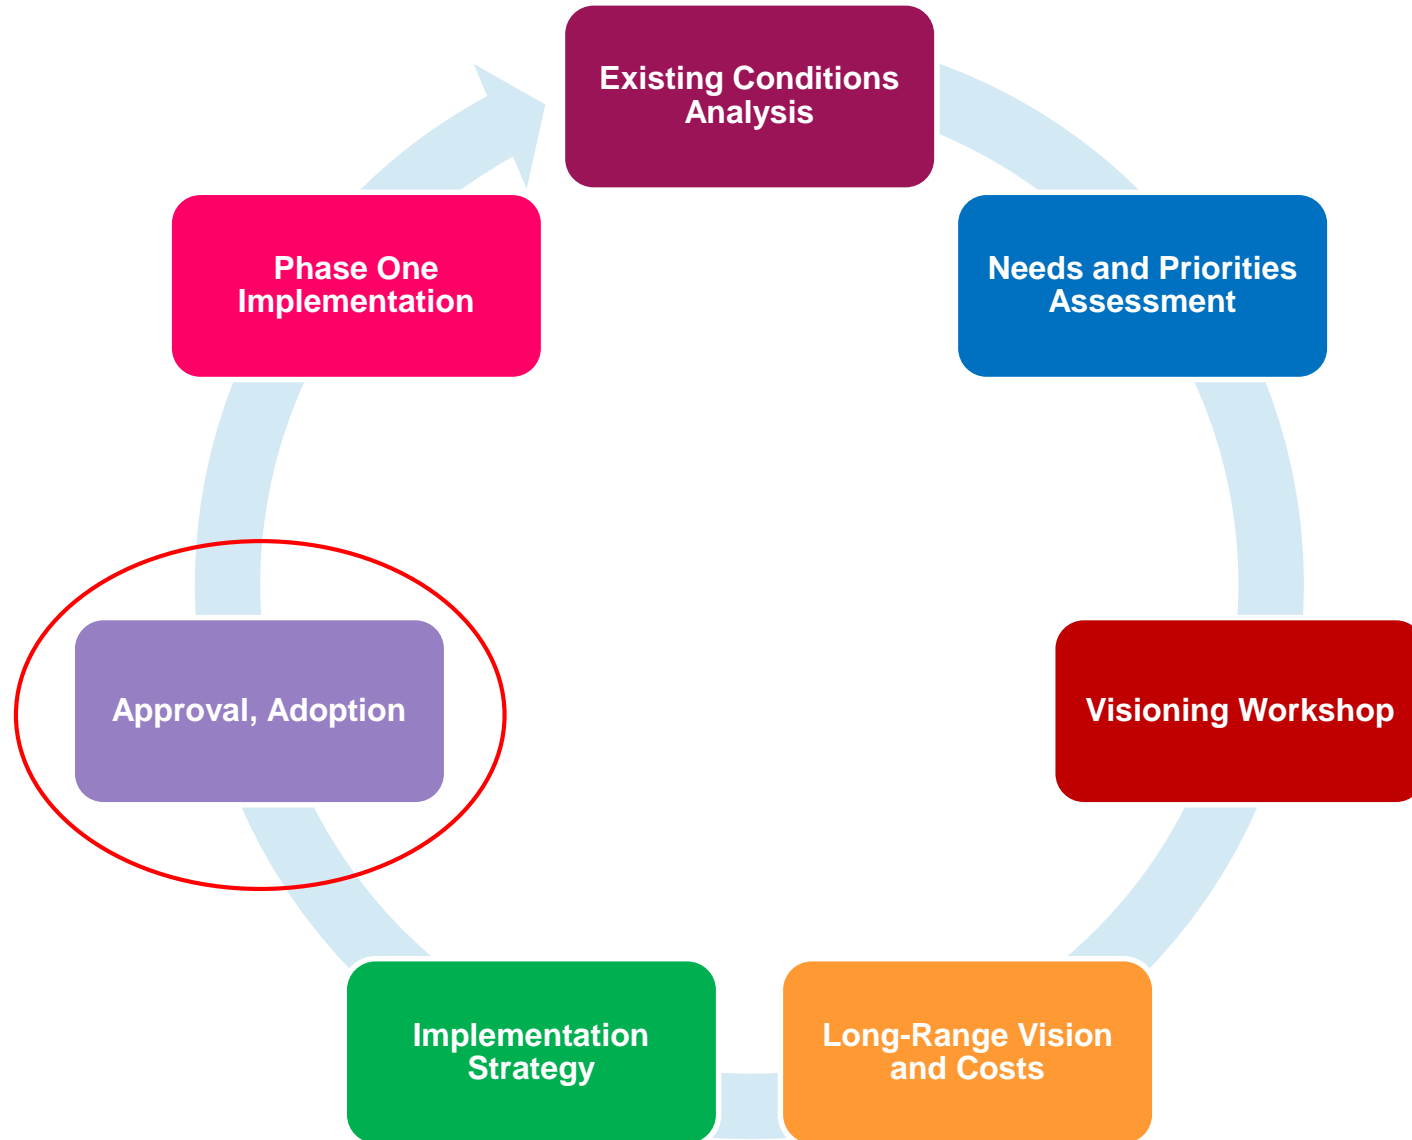 Existing Conditions
Analysis
Needs and Priorities
Assessment
Visioning Workshop
Long-Range Vision
and Costs
Implementation
Strategy
Approval, Adoption
Phase One
Implementation